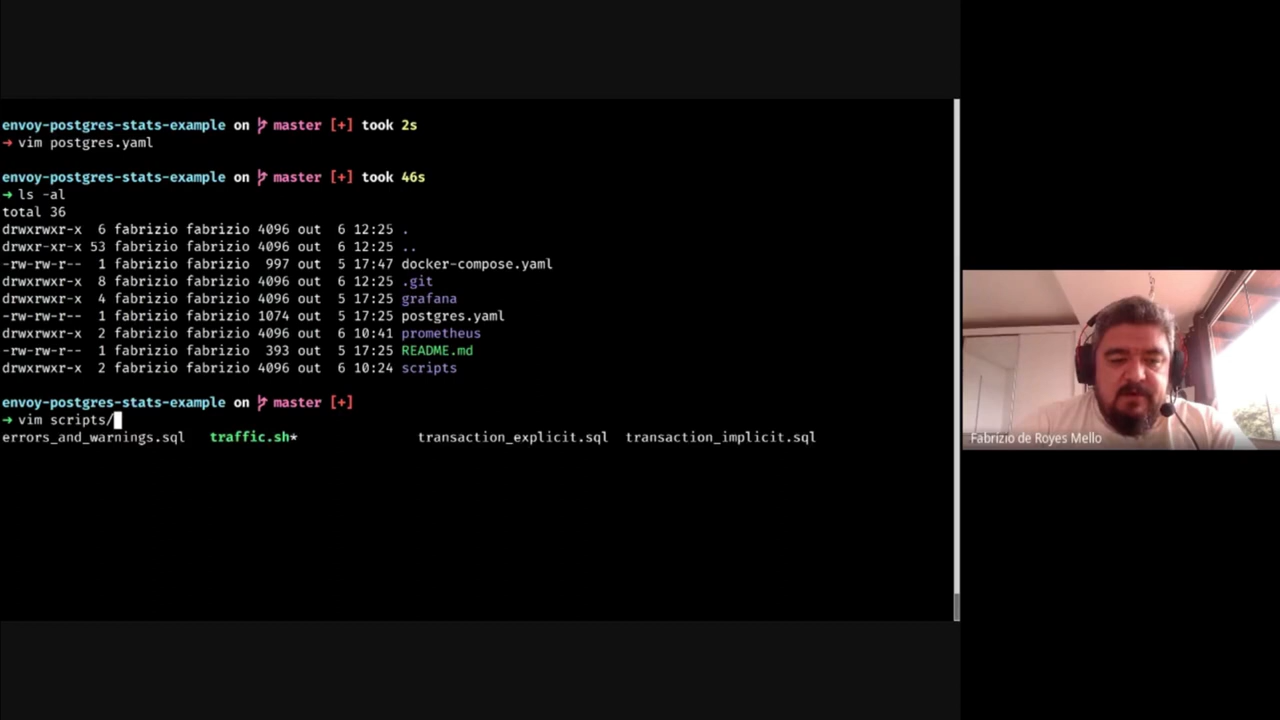 envoy-postgres-stats-example on master [+] took 2s
➜ vim postgres.yaml
envoy-postgres-stats-example on master [+] took 46s
➜ ls -al
total 36
drwxrwxr-x  6 fabrizio fabrizio 4096 out  6 12:25 .
drwxr-xr-x 53 fabrizio fabrizio 4096 out  6 12:25 ..
-rw-rw-r--  1 fabrizio fabrizio  997 out  5 17:47 docker-compose.yaml
drwxrwxr-x  8 fabrizio fabrizio 4096 out  6 12:25 .git
drwxrwxr-x  4 fabrizio fabrizio 4096 out  5 17:25 grafana
-rw-rw-r--  1 fabrizio fabrizio 1074 out  5 17:25 postgres.yaml
drwxrwxr-x  2 fabrizio fabrizio 4096 out  6 10:41 prometheus
-rw-rw-r--  1 fabrizio fabrizio  393 out  5 17:25 README.md
drwxrwxr-x  2 fabrizio fabrizio 4096 out  6 10:24 scripts
envoy-postgres-stats-example on master [+]
➜ vim scripts/
errors_and_warnings.sql traffic.sh* transaction_explicit.sql transaction_implicit.sql
Fabrizio de Royes Mello